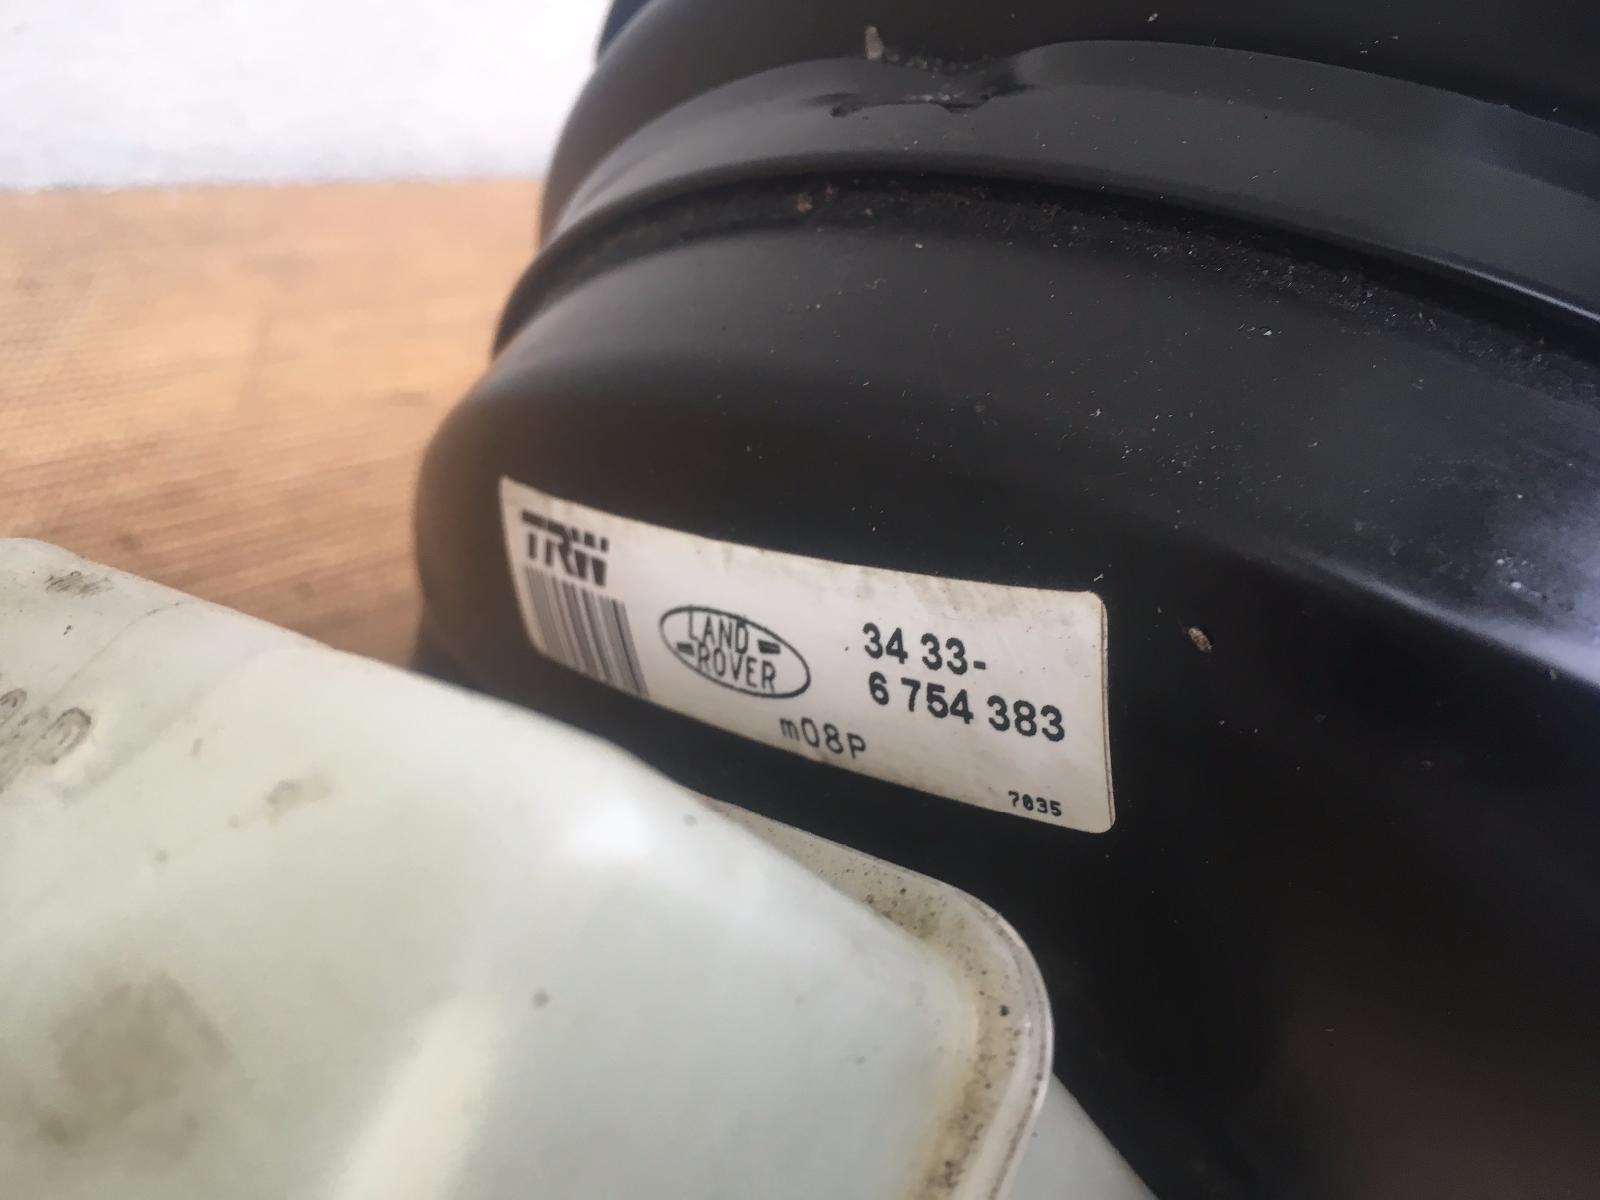 TRW
LAND
ROVER
34 33-
6 754 383
m08P
7035